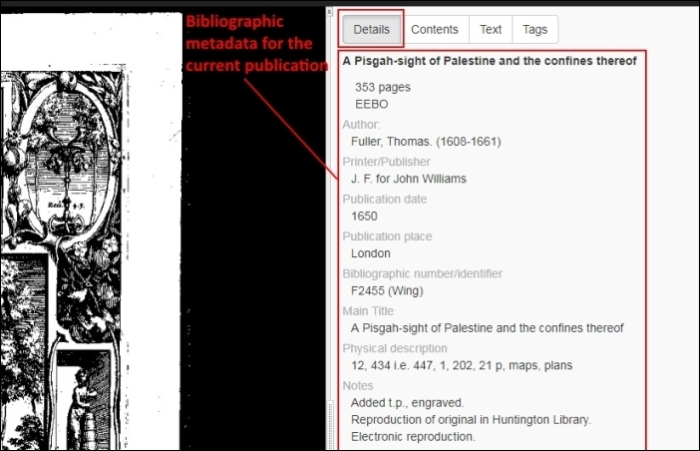 Bibliographic
metadata for the
current publication
x
Details
Contents
Text
Tags
A Pisgah-sight of Palestine and the confines thereof
353 pages
EEBO
Author:
Fuller, Thomas. (1608-1661)
Printer/Publisher
J. F. for John Williams
Publication date
1650
Publication place
London
Bibliographic number/identifier
F2455 (Wing)
Main Title
A Pisgah-sight of Palestine and the confines thereof
Physical description
12, 434 i.e. 447, 1, 202, 21 p, maps, plans
Notes
Added t.p., engraved.
Reproduction of original in Huntington Library.
Electronic reproduction.